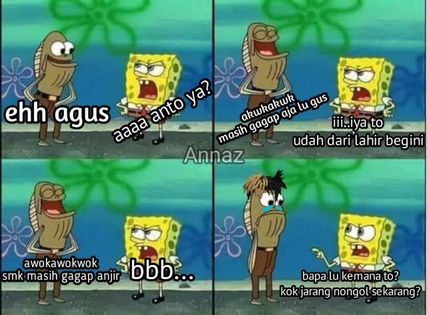 ehh agus
aaaa anto ya?
akwkakwk
masih gagap aja lu gus
iii..iya to
udah dari lahir begini
Annaz
awokawokwok
smk masih gagap anjir
bbb...
bapa lu kemana to?
kok jarang nongol sekarang?